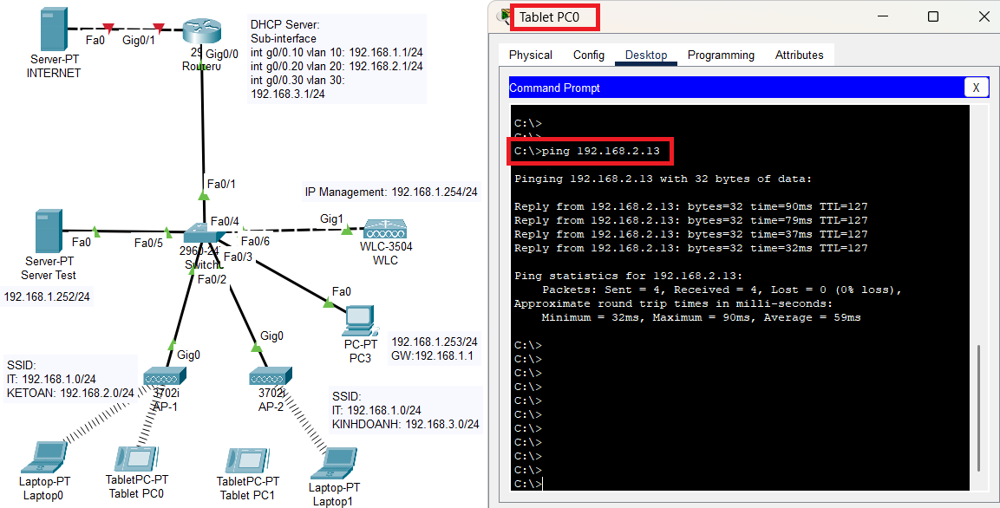 Fa0
Gig0/1
Server-PT
INTERNET
29
Gig0/0
DHCP Server:
Sub-interface
int g0/0.10 vlan 10: 192.168.1.1/24
int g0/0.20 vlan 20: 192.168.2.1/24
int g0/0.30 vlan 30:
192.168.3.1/24
Fa0/1
IP Management: 192.168.1.254/24
Fa0/4
Gig1
Fa0
Fa0/5
Fa0/6
WLC-3504
WLC
Server-PT
Server Test
2960-24
Fa0/3
Fa0/2
192.168.1.252/24
Fa0
PC-PT
PC3
192.168.1.253/24
GW:192.168.1.1
Gig0
Gig0
SSID:
IT: 192.168.1.0/24
KETOAN: 192.168.2.0/24
3702i
AP-1
3702i
AP-2
SSID:
IT: 192.168.1.0/24
KINHDOANH: 192.168.3.0/24
Laptop-PT
Laptop0
TabletPC-PT
Tablet PC0
TabletPC-PT
Tablet PC1
Laptop-PT
Laptop1
Tablet PC0
Physical Config Desktop Programming Attributes
Command Prompt
X
C:\>
C:\>
C:\>ping 192.168.2.13
Pinging 192.168.2.13 with 32 bytes of data:
Reply from 192.168.2.13: bytes=32 time=90ms TTL=127
Reply from 192.168.2.13: bytes=32 time=79ms TTL=127
Reply from 192.168.2.13: bytes=32 time=37ms TTL=127
Reply from 192.168.2.13: bytes=32 time=32ms TTL=127
Ping statistics for 192.168.2.13:
Packets: Sent = 4, Received = 4, Lost = 0 (0% loss),
Approximate round trip times in milli-seconds:
Minimum = 32ms, Maximum = 90ms, Average = 59ms
C:\>
C:\>
C:\>
C:\>
C:\>
C:\>
C:\>
C:\>
C:\>
C:\>
C:\>